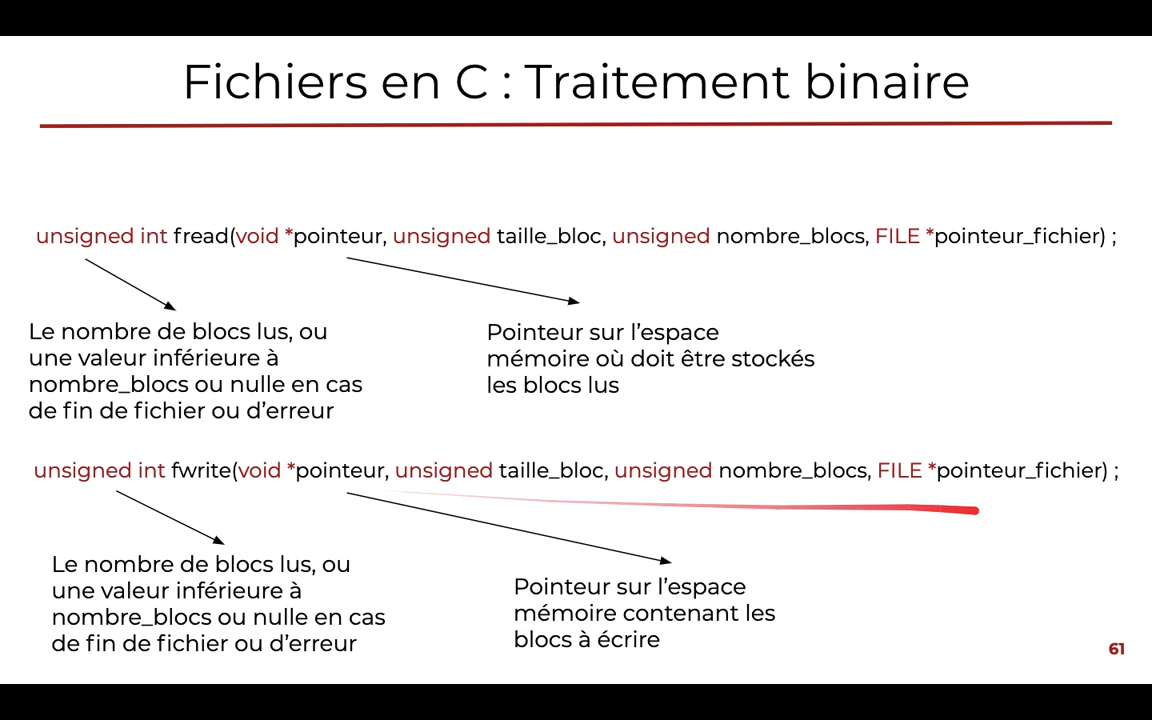 Fichiers en C : Traitement binaire
unsigned int fread(void *pointeur, unsigned taille_bloc, unsigned nombre_blocs, FILE *pointeur_fichier) ;
Le nombre de blocs lus, ou
une valeur inférieure à
nombre_blocs ou nulle en cas
de fin de fichier ou d’erreur
Pointeur sur l’espace
mémoire où doit être stockés
les blocs lus
unsigned int fwrite(void *pointeur, unsigned taille_bloc, unsigned nombre_blocs, FILE *pointeur_fichier) ;
Le nombre de blocs lus, ou
une valeur inférieure à
nombre_blocs ou nulle en cas
de fin de fichier ou d’erreur
Pointeur sur l’espace
mémoire contenant les
blocs à écrire
61